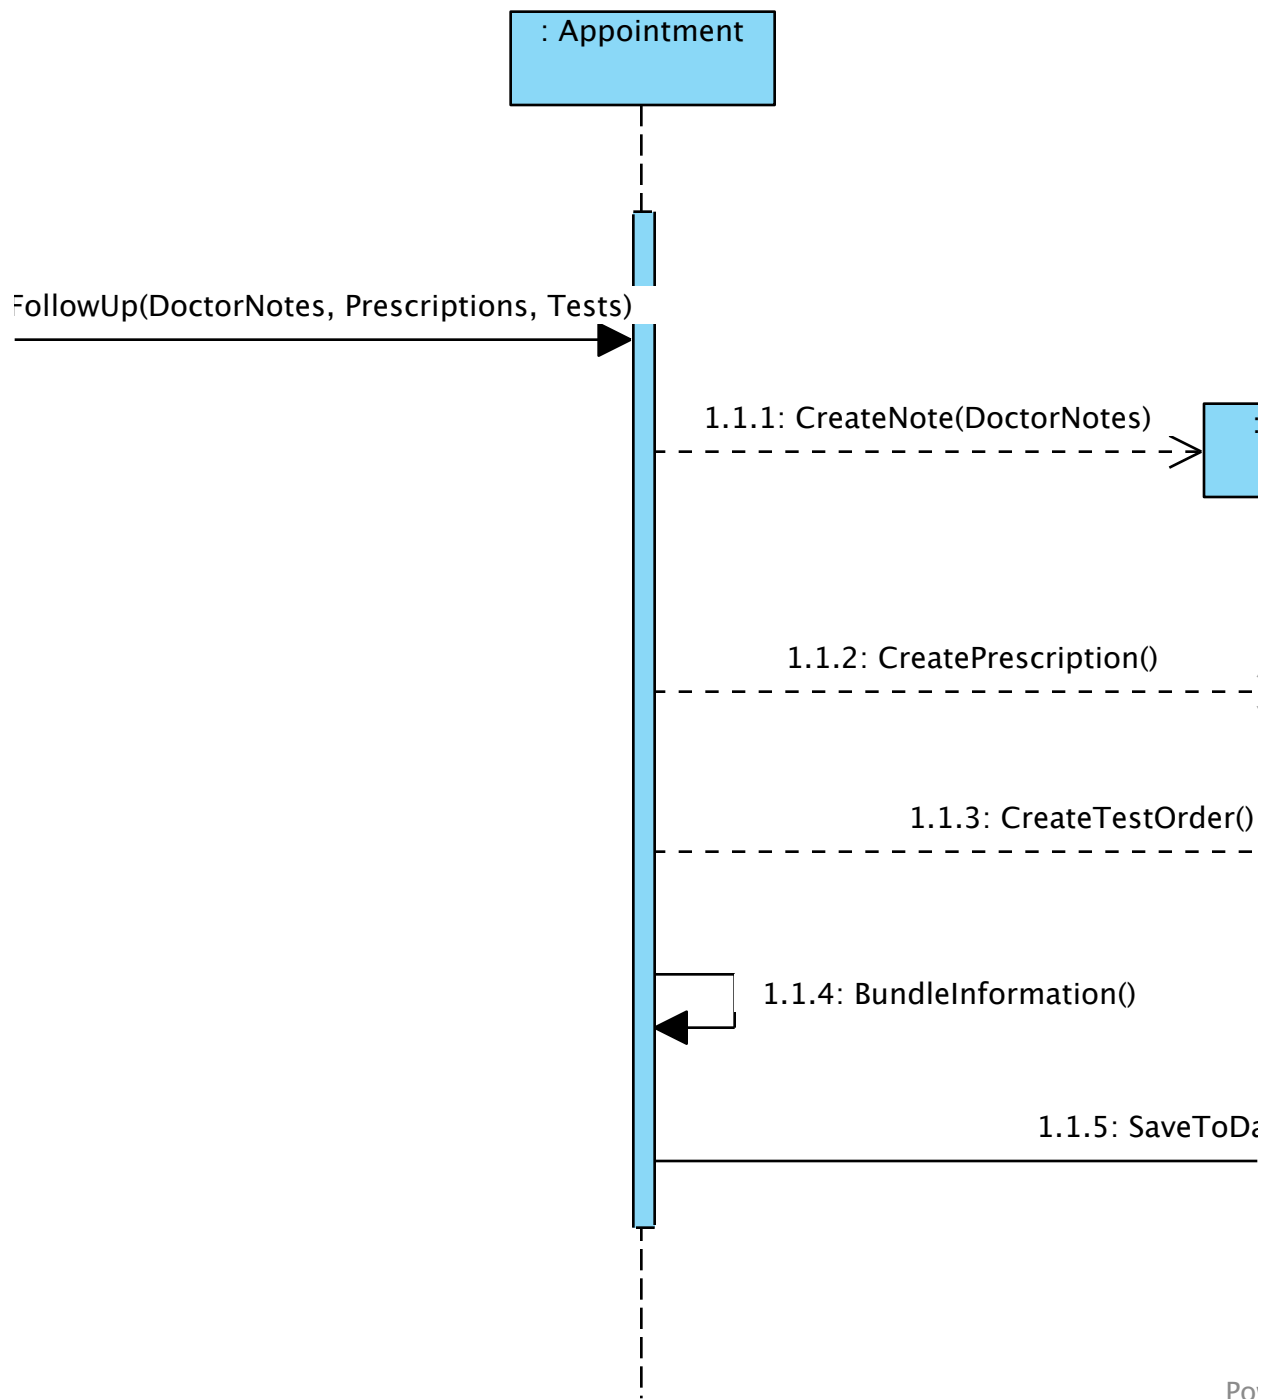 : Appointment
FollowUp(DoctorNotes, Prescriptions, Tests)
1.1.1: CreateNote(DoctorNotes)
:
1.1.2: CreatePrescription()
1.1.3: CreateTestOrder()
1.1.4: BundleInformation()
1.1.5: SaveToDa
Po